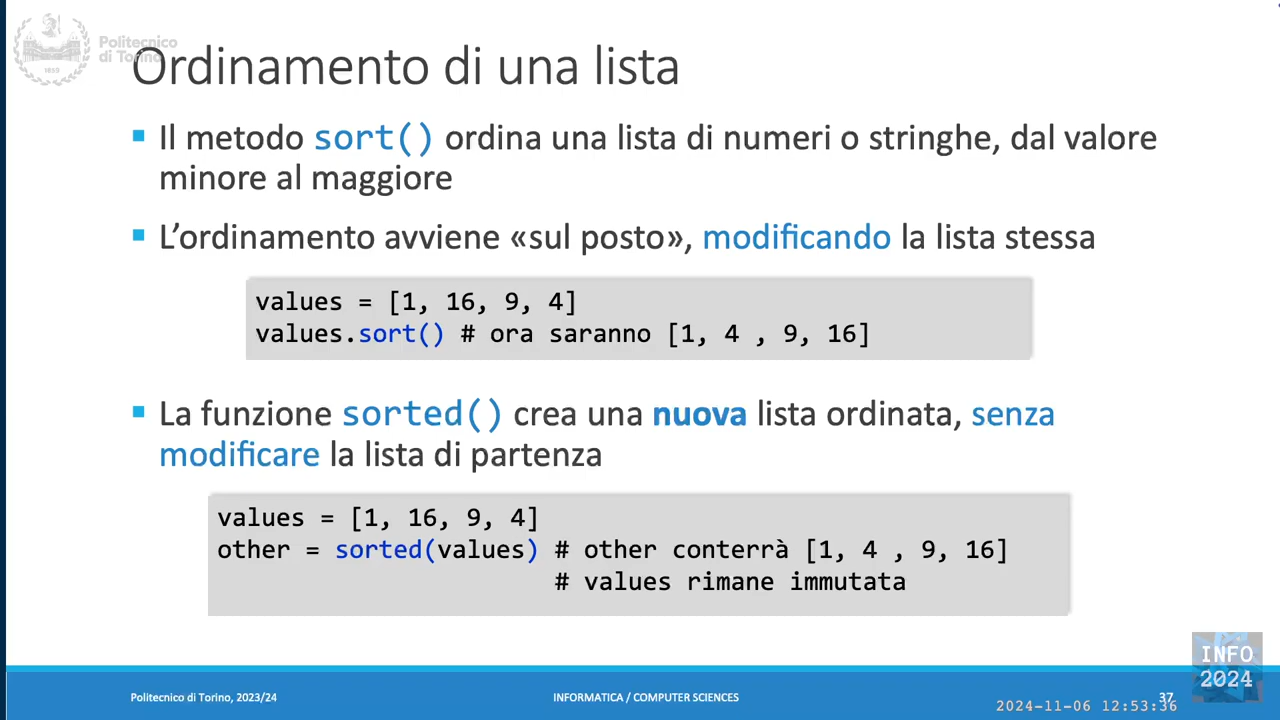 Politecnico
di Torino
1859
Ordinamento di una lista
▪ Il metodo sort() ordina una lista di numeri o stringhe, dal valore
minore al maggiore
▪ L’ordinamento avviene «sul posto», modificando la lista stessa
values = [1, 16, 9, 4]
values.sort() # ora saranno [1, 4 , 9, 16]
▪ La funzione sorted() crea una nuova lista ordinata, senza
modificare la lista di partenza
values = [1, 16, 9, 4]
other = sorted(values) # other conterrà [1, 4 , 9, 16]
# values rimane immutata
INFO
2024
Politecnico di Torino, 2023/24
INFORMATICA / COMPUTER SCIENCES
37
2024-11-06 12:53:36